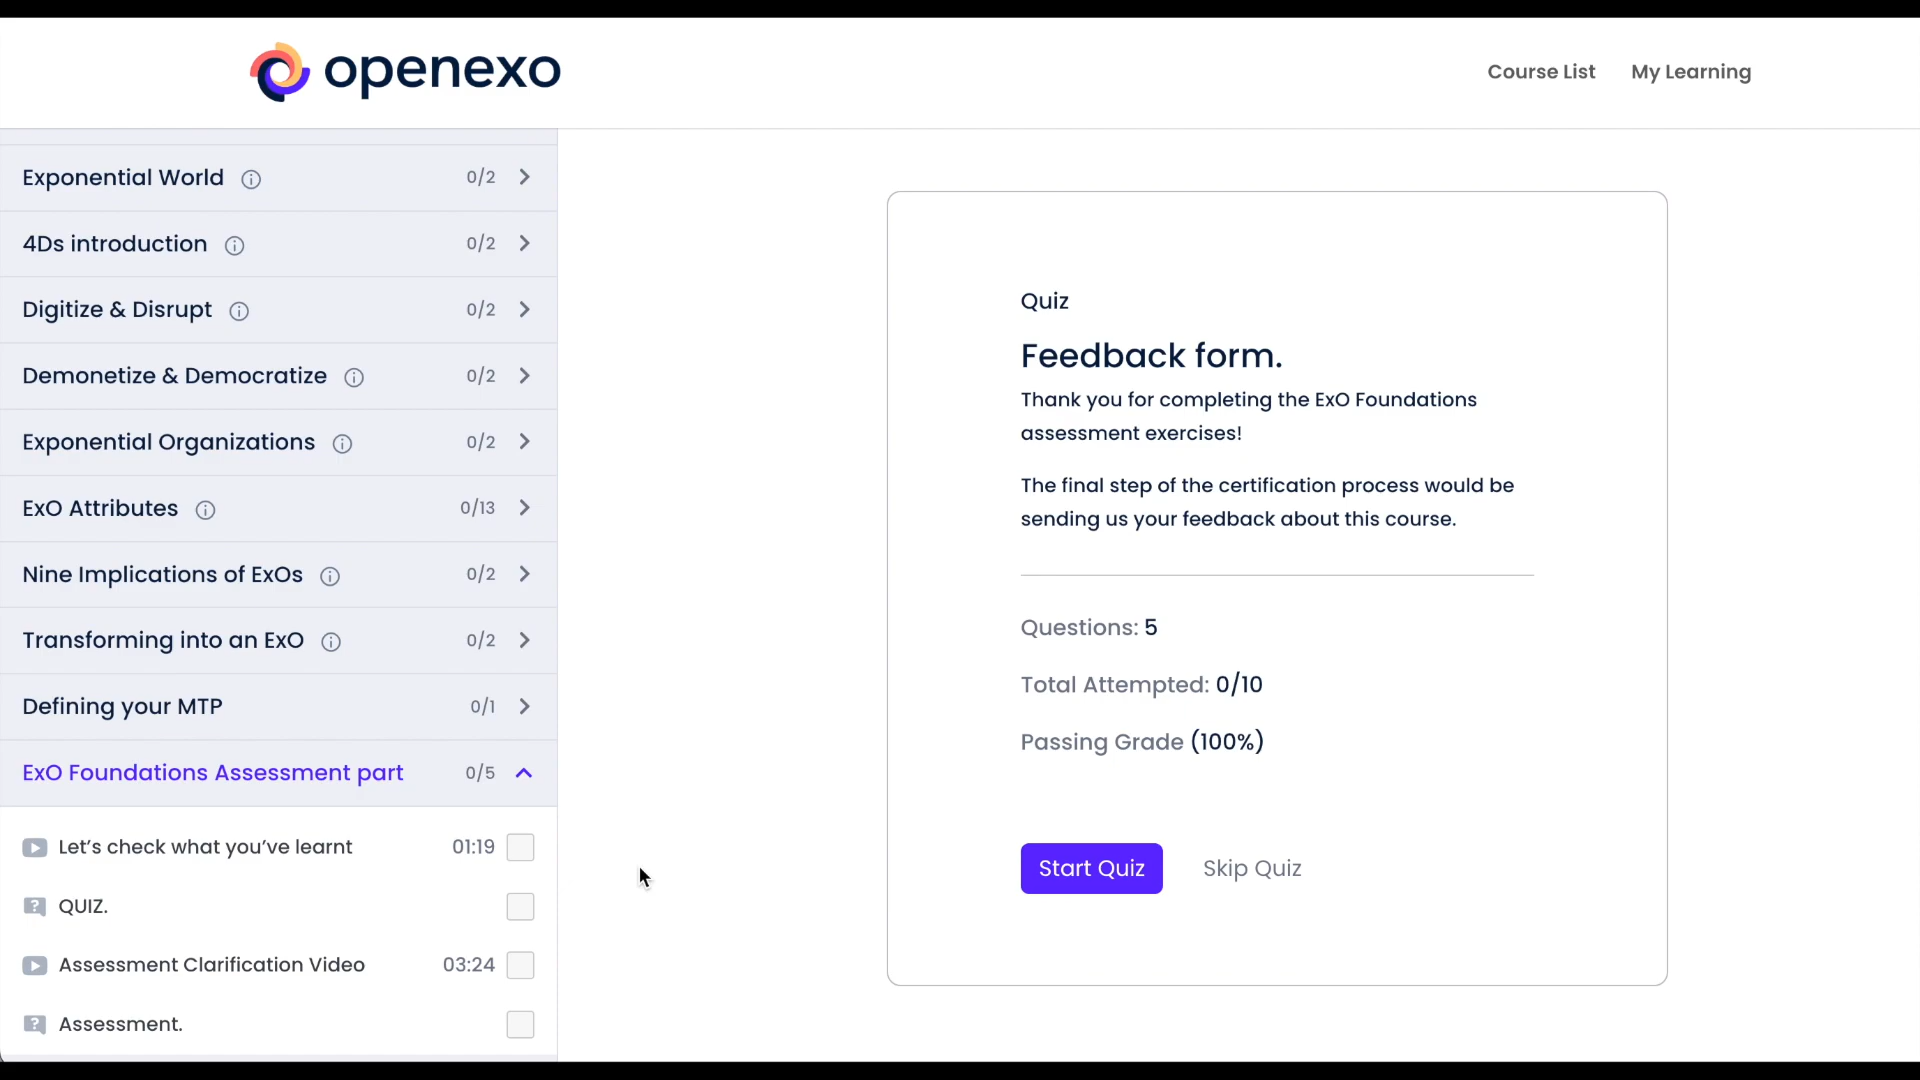 openexo
Course List
My Learning
Exponential World 0/2
4Ds introduction 0/2
Digitize & Disrupt 0/2
Demonetize & Democratize 0/2
Exponential Organizations 0/2
ExO Attributes 0/13
Nine Implications of ExOs 0/2
Transforming into an ExO 0/2
Defining your MTP 0/1
ExO Foundations Assessment part 0/5
Let's check what you've learnt 01:19
QUIZ.
Assessment Clarification Video 03:24
Assessment.
Quiz
Feedback form.
Thank you for completing the ExO Foundations
assessment exercises!
The final step of the certification process would be
sending us your feedback about this course.
Questions: 5
Total Attempted: 0/10
Passing Grade (100%)
Start Quiz
Skip Quiz